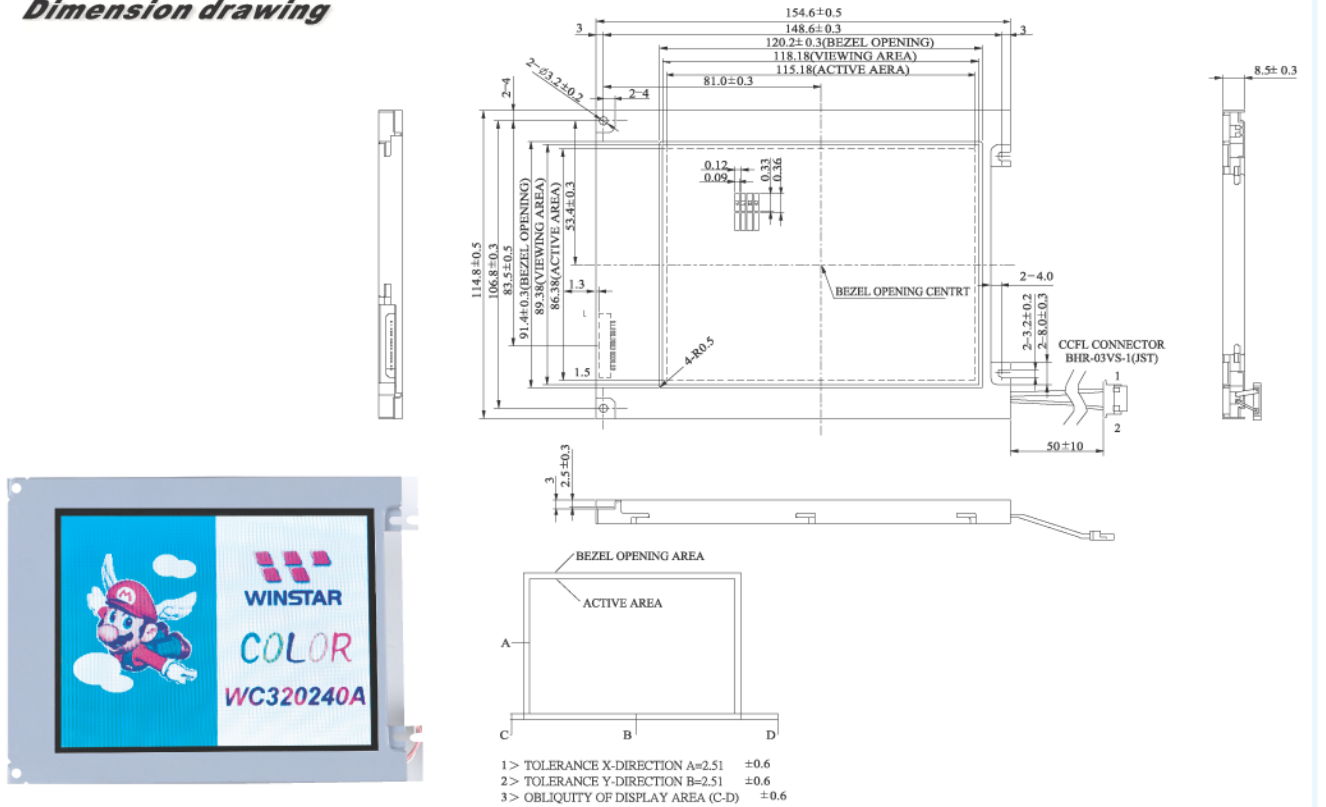 Dimension drawing
154.6±0.5
3
148.6±0.3
3
120.2±0.3(BEZEL OPENING)
118.18(VIEWING AREA)
115.18(ACTIVE AERA)
81.0±0.3
8.5±0.3
2-ø3.2±0.2
2-4
2-4
0.12
0.09
0.33
0.36
114.8±0.5
106.8±0.3
83.5±0.5
91.4±0.3(BEZEL OPENING)
89.38(VIEWING AREA)
86.38(ACTIVE AREA)
53.4±0.3
1.3
1.5
4-R0.5
BEZEL OPENING CENTRT
2-4.0
2-3.2±0.2
2-8.0±0.3
CCFL CONNECTOR
BHR-03VS-1(JST)
1
2
50±10
3
2.5±0.3
WINSTAR
COLOR
WC320240A
M
BEZEL OPENING AREA
ACTIVE AREA
A
C
B
D
1> TOLERANCE X-DIRECTION A=2.51 ±0.6
2> TOLERANCE Y-DIRECTION B=2.51 ±0.6
3> OBLIQUITY OF DISPLAY AREA (C-D) ±0.6